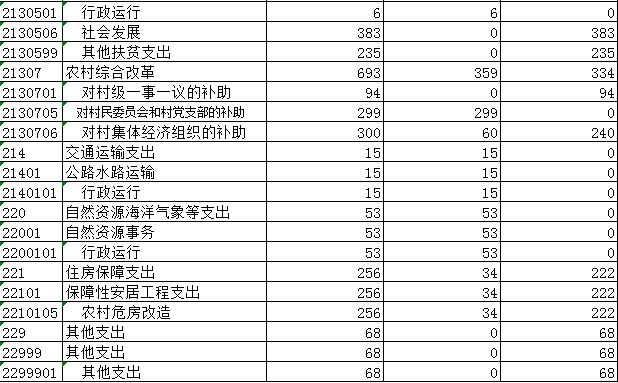 2130501 行政运行 6 6 0
2130506 社会发展 383 0 383
2130599 其他扶贫支出 235 0 235
21307 农村综合改革 693 359 334
2130701 对村级一事一议的补助 94 0 94
2130705 对村民委员会和村党支部的补助 299 299 0
2130706 对村集体经济组织的补助 300 60 240
214 交通运输支出 15 15 0
21401 公路水路运输 15 15 0
2140101 行政运行 15 15 0
220 自然资源海洋气象等支出 53 53 0
22001 自然资源事务 53 53 0
2200101 行政运行 53 53 0
221 住房保障支出 256 34 222
22101 保障性安居工程支出 256 34 222
2210105 农村危房改造 256 34 222
229 其他支出 68 0 68
22999 其他支出 68 0 68
2299901 其他支出 68 0 68